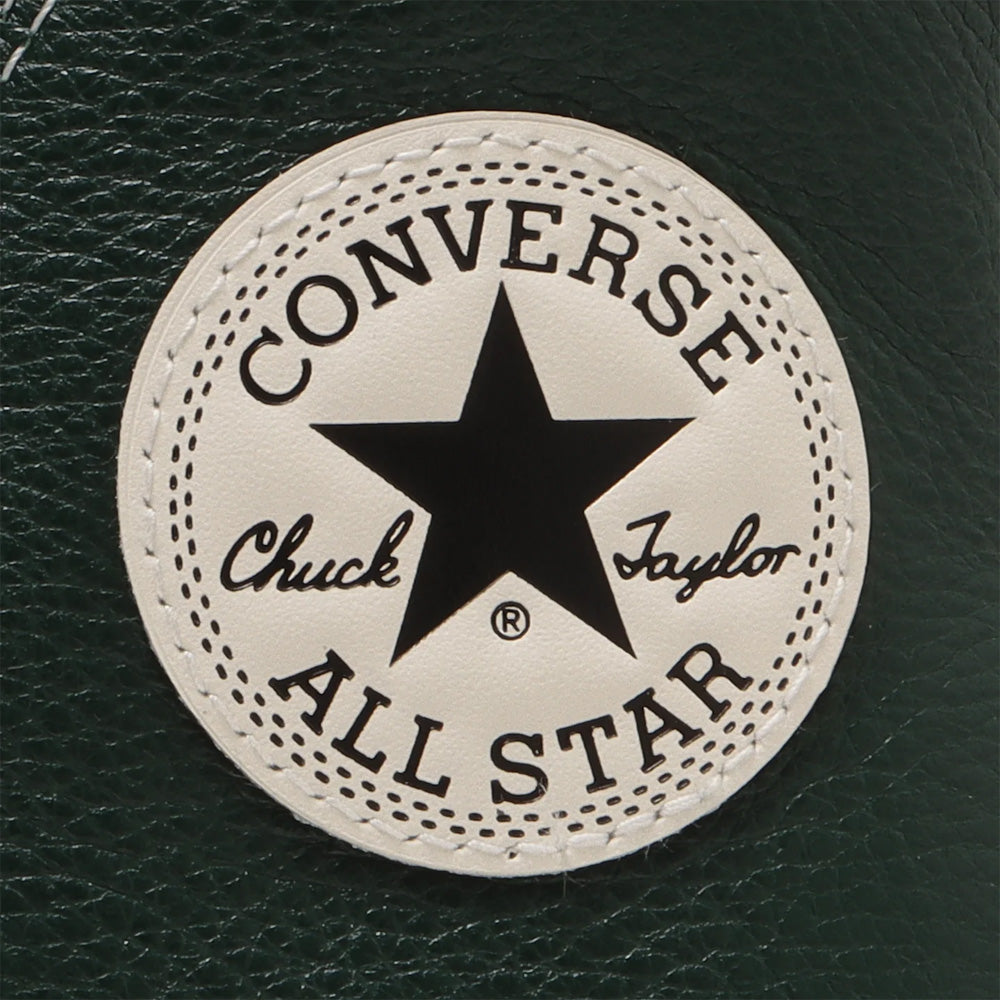 CONVERSE
Chuck Taylor
®
ALL STAR